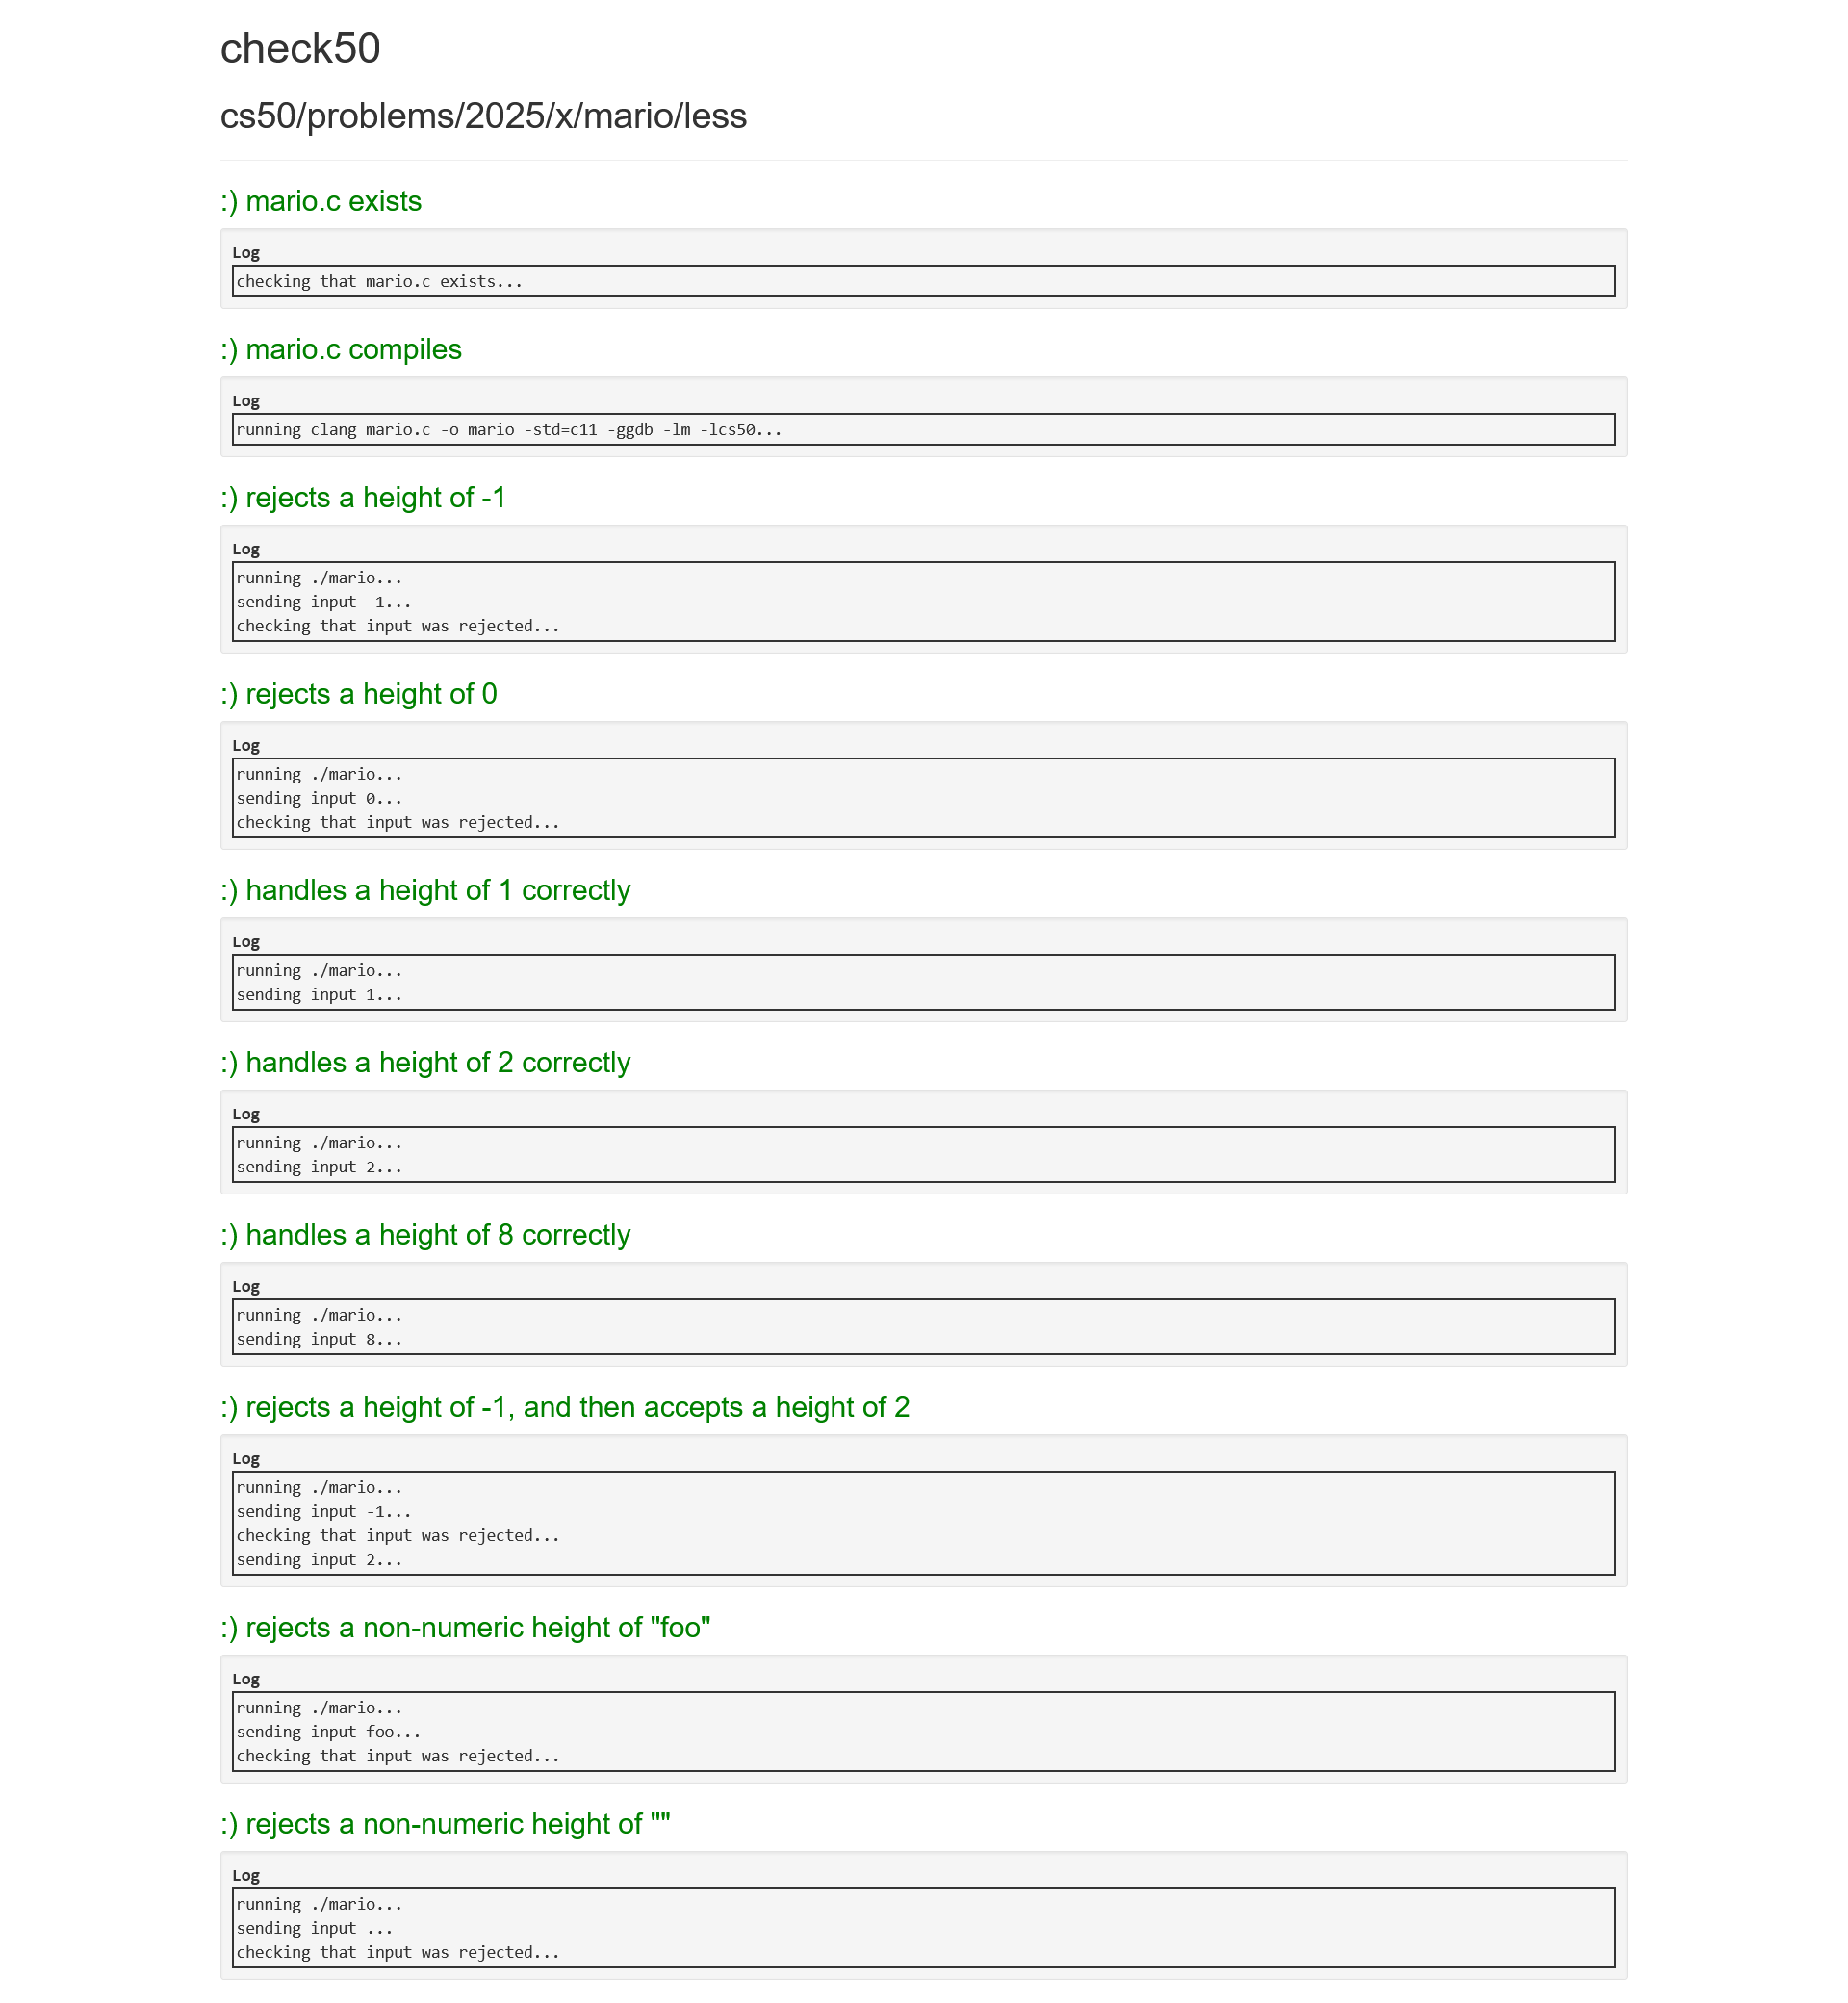 check50
cs50/problems/2025/x/mario/less
:) mario.c exists
Log
checking that mario.c exists...
:) mario.c compiles
Log
running clang mario.c -o mario -std=c11 -ggdb -lm -lcs50...
:) rejects a height of -1
Log
running ./mario...
sending input -1...
checking that input was rejected...
:) rejects a height of 0
Log
running ./mario...
sending input 0...
checking that input was rejected...
:) handles a height of 1 correctly
Log
running ./mario...
sending input 1...
:) handles a height of 2 correctly
Log
running ./mario...
sending input 2...
:) handles a height of 8 correctly
Log
running ./mario...
sending input 8...
:) rejects a height of -1, and then accepts a height of 2
Log
running ./mario...
sending input -1...
checking that input was rejected...
sending input 2...
:) rejects a non-numeric height of "foo"
Log
running ./mario...
sending input foo...
checking that input was rejected...
:) rejects a non-numeric height of ""
Log
running ./mario...
sending input ...
checking that input was rejected...